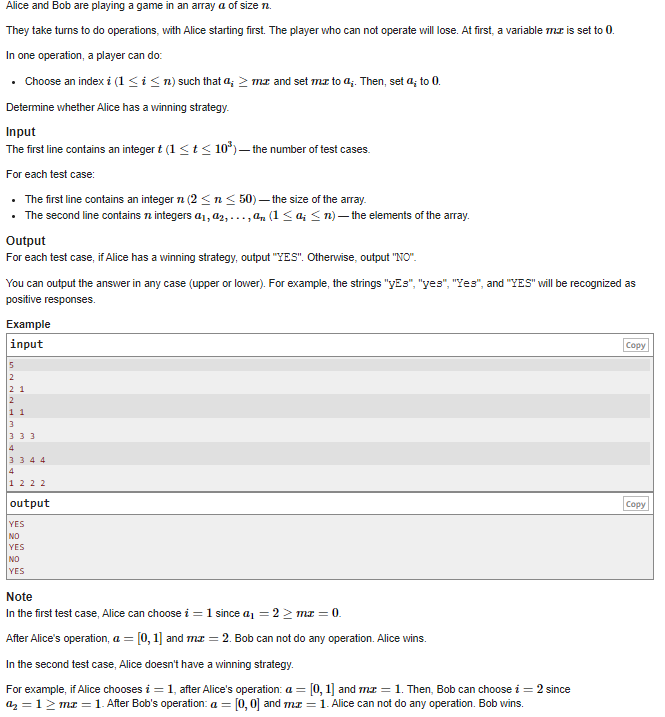 Alice and Bob are playing a game in an array a of size n.
They take turns to do operations, with Alice starting first. The player who can not operate will lose. At first, a variable mx is set to 0.
In one operation, a player can do:
• Choose an index i (1 ≤ i ≤ n) such that a_i ≥ mx and set mx to a_i. Then, set a_i to 0.
Determine whether Alice has a winning strategy.
Input
The first line contains an integer t (1 ≤ t ≤ 10^3) — the number of test cases.
For each test case:
• The first line contains an integer n (2 ≤ n ≤ 50) — the size of the array.
• The second line contains n integers a_1, a_2, . . . , a_n (1 ≤ a_i ≤ n) — the elements of the array.
Output
For each test case, if Alice has a winning strategy, output "YES". Otherwise, output "NO".
You can output the answer in any case (upper or lower). For example, the strings "yEs", "yes", "Yes", and "YES" will be recognized as
positive responses.
Example
input
Copy
5
2
2 1
2
1 1
3
3 3 3
4
3 3 4 4
4
1 2 2 2
output
Copy
YES
NO
YES
NO
YES
Note
In the first test case, Alice can choose i = 1 since a_1 = 2 ≥ mx = 0.
After Alice's operation, a = [0, 1] and mx = 2. Bob can not do any operation. Alice wins.
In the second test case, Alice doesn't have a winning strategy.
For example, if Alice chooses i = 1, after Alice's operation: a = [0, 1] and mx = 1. Then, Bob can choose i = 2 since
a_2 = 1 ≥ mx = 1. After Bob's operation: a = [0, 0] and mx = 1. Alice can not do any operation. Bob wins.